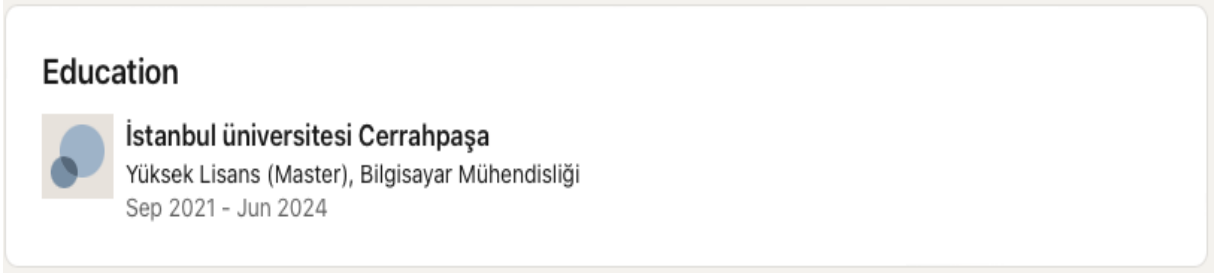 Education
İstanbul üniversitesi Cerrahpaşa
Yüksek Lisans (Master), Bilgisayar Mühendisliği
Sep 2021 - Jun 2024